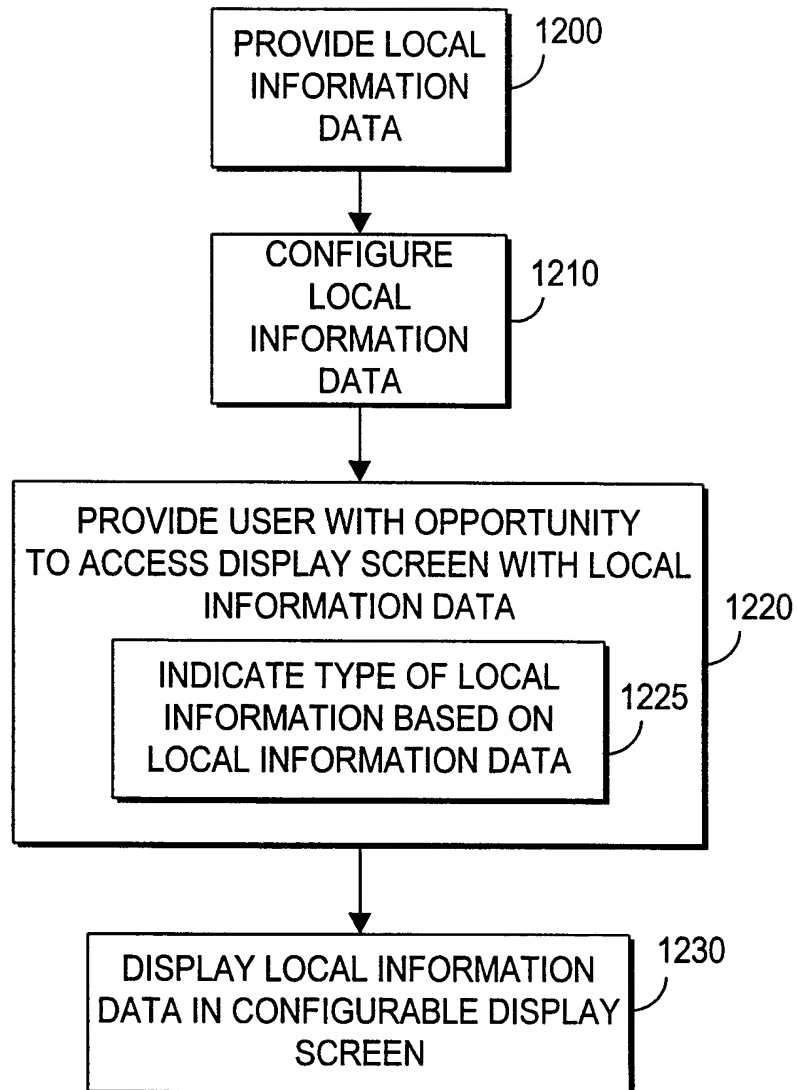 PROVIDE LOCAL
INFORMATION
DATA
1200
CONFIGURE
LOCAL
INFORMATION
DATA
1210
PROVIDE USER WITH OPPORTUNITY
TO ACCESS DISPLAY SCREEN WITH LOCAL
INFORMATION DATA
1220
INDICATE TYPE OF LOCAL
INFORMATION BASED ON
LOCAL INFORMATION DATA
1225
DISPLAY LOCAL INFORMATION
DATA IN CONFIGURABLE DISPLAY
SCREEN
1230